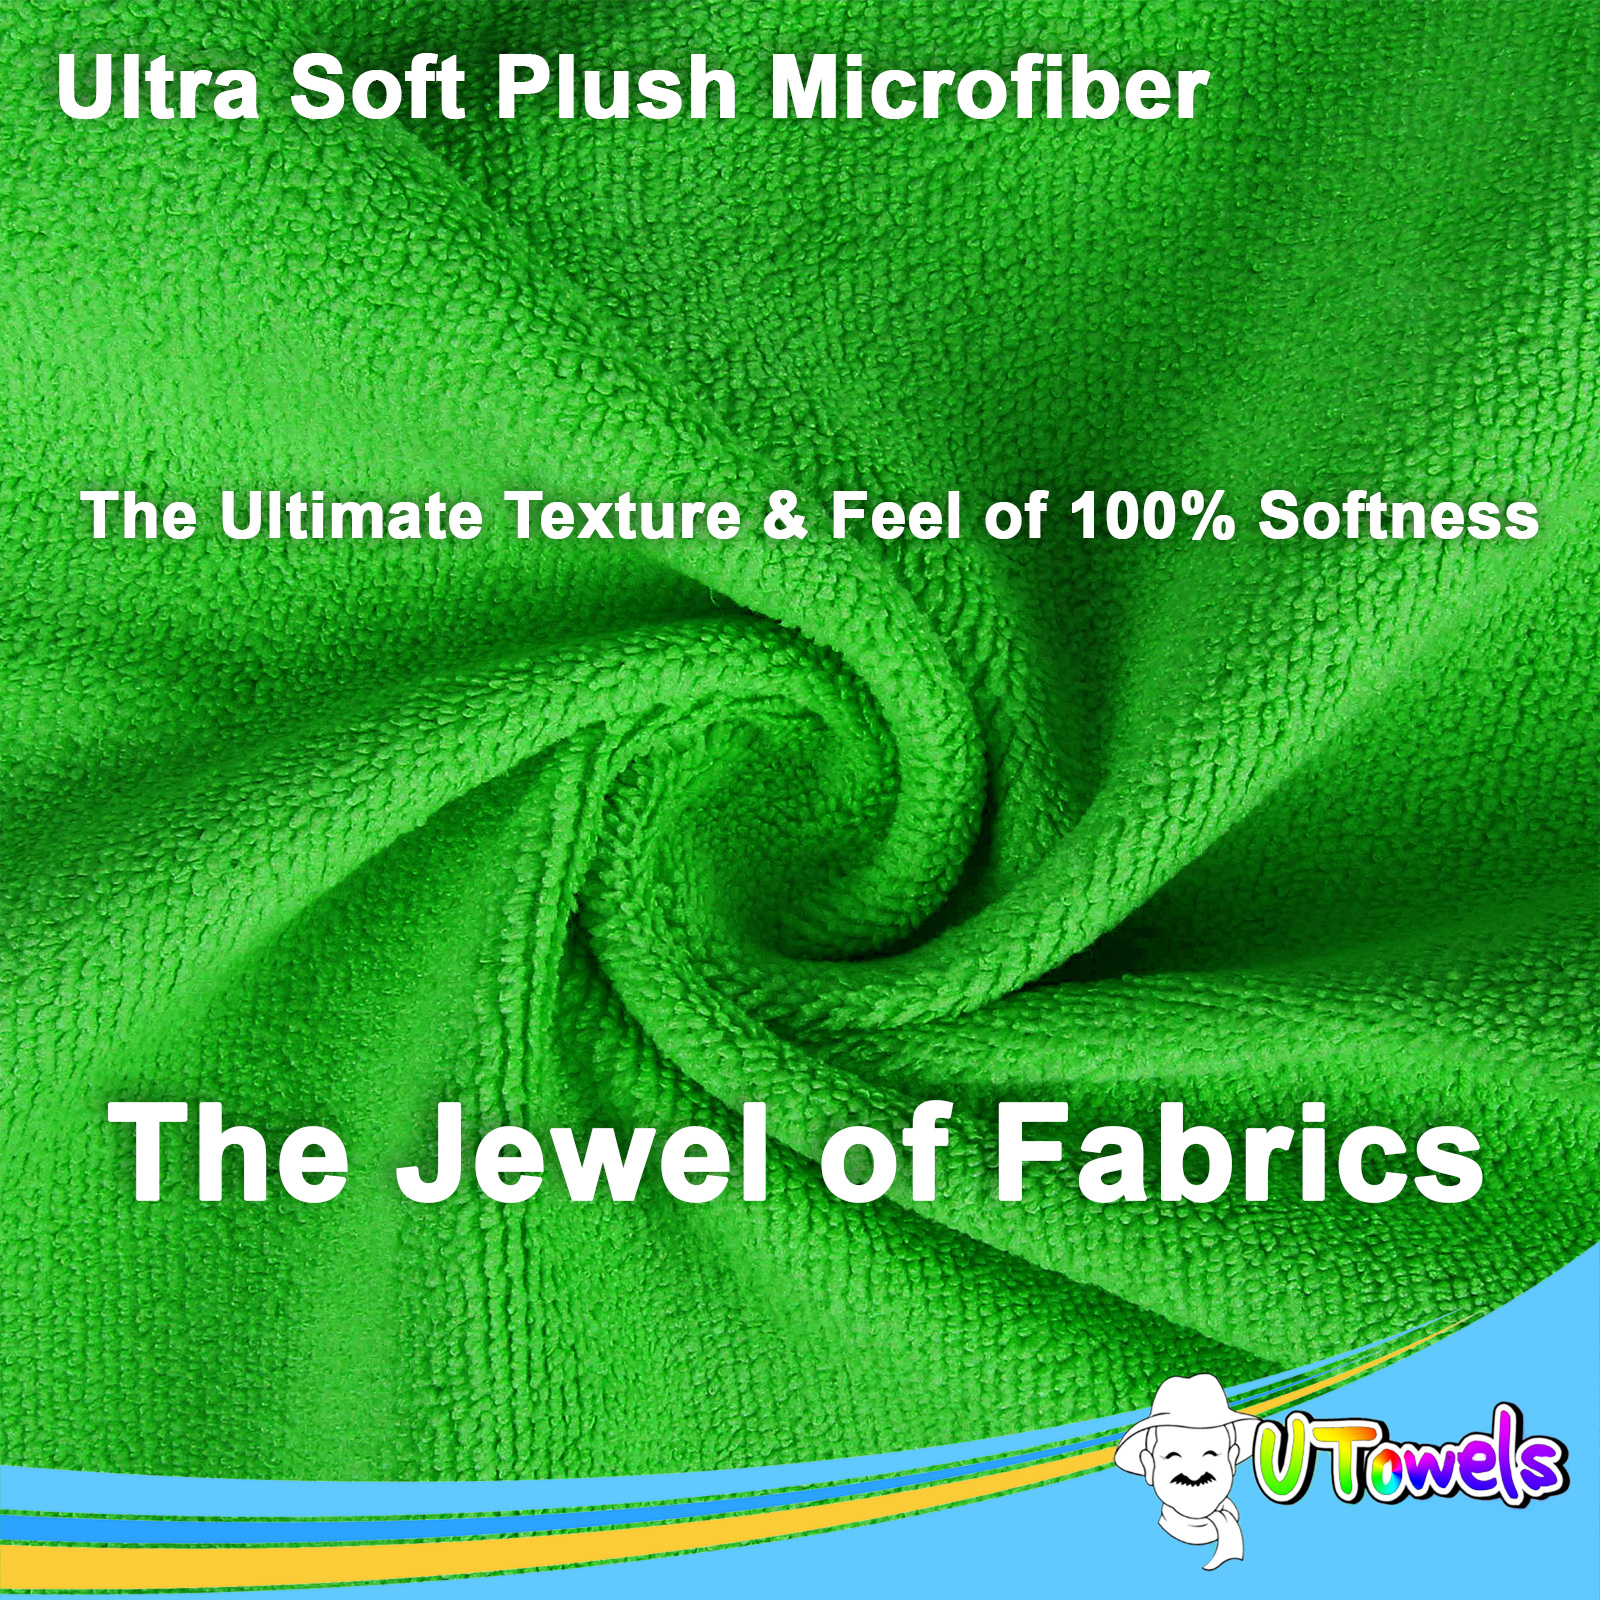 Ultra Soft Plush Microfiber
The Ultimate Texture & Feel of 100% Softness
The Jewel of Fabrics
UTowels